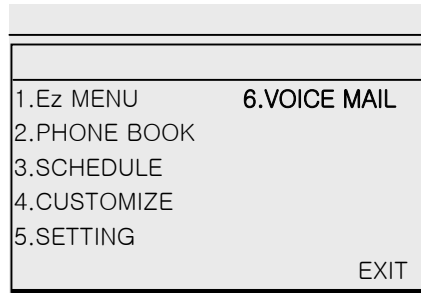 1.Ez MENU 6.VOICE MAIL
2.PHONE BOOK
3.SCHEDULE
4.CUSTOMIZE
5.SETTING
EXIT